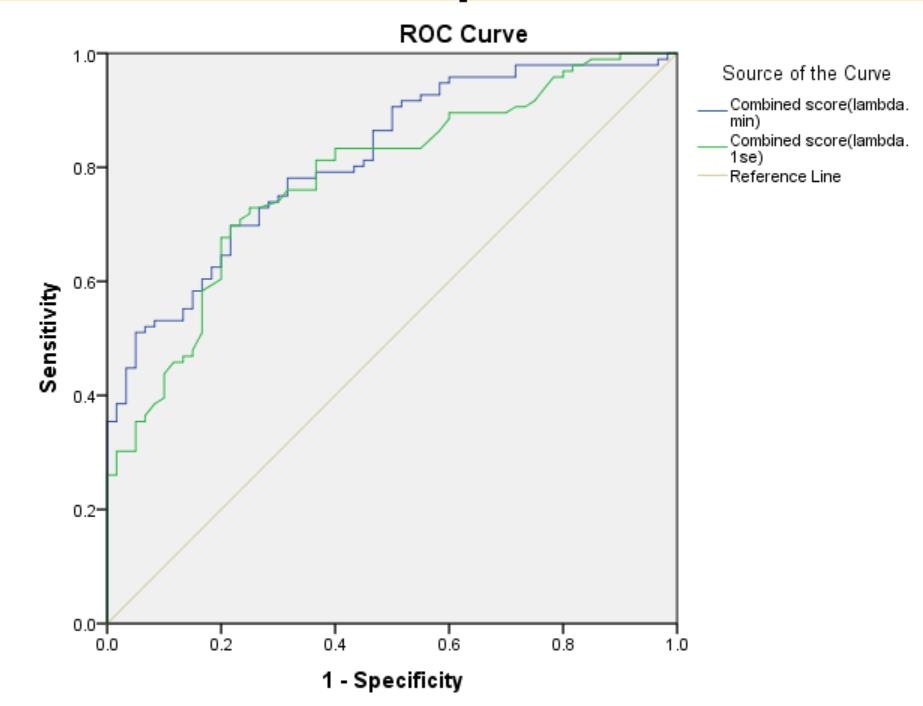 ROC Curve
1.0
0.8
0.6
0.4
0.2
0.0
Sensitivity
0.0 0.2 0.4 0.6 0.8 1.0
1 - Specificity
Source of the Curve
Combined score(lambda.
min)
Combined score(lambda.
1se)
Reference Line